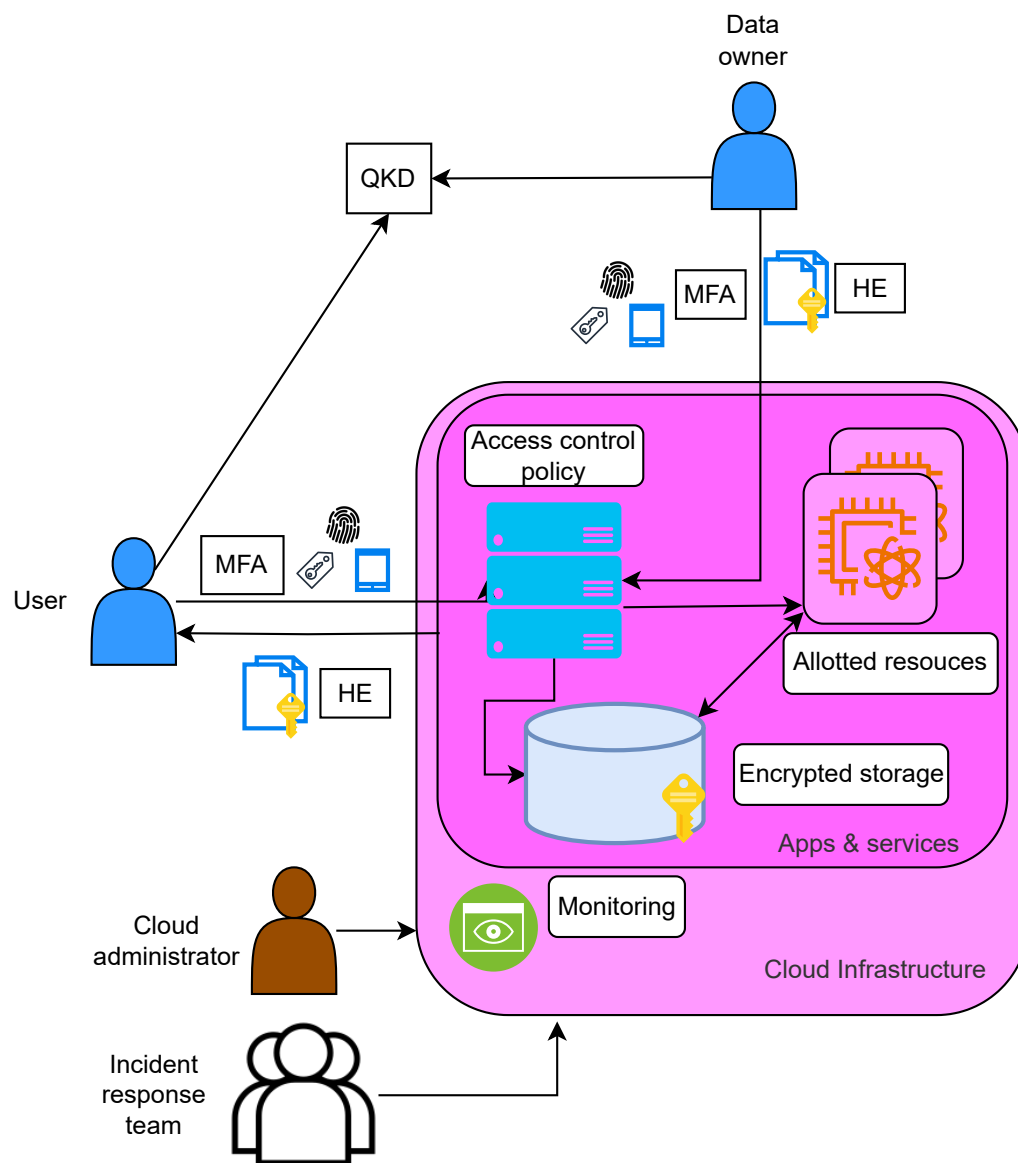 Data
owner
QKD
MFA
HE
Access control
policy
MFA
User
Allotted resouces
HE
Encrypted storage
Apps & services
Monitoring
Cloud
administrator
Cloud Infrastructure
Incident
response
team